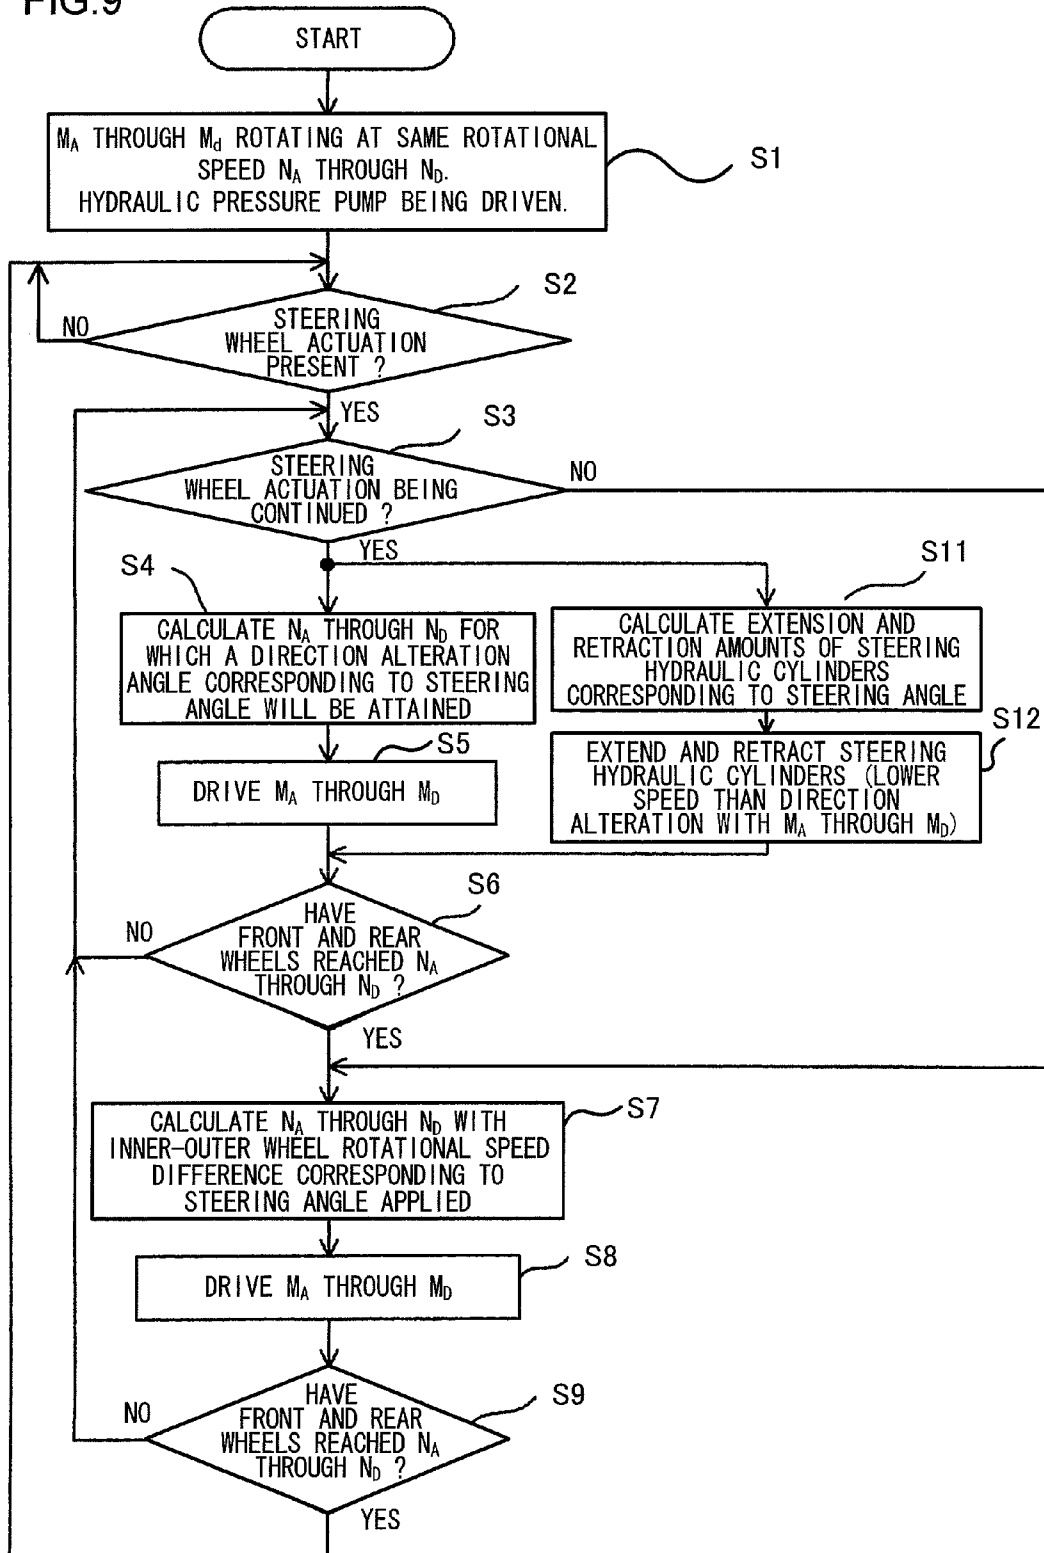 FIG.9
START
MA THROUGH Md ROTATING AT SAME ROTATIONAL
SPEED NA THROUGH ND.
HYDRAULIC PRESSURE PUMP BEING DRIVEN.
S1
S2
STEERING
WHEEL ACTUATION
PRESENT ?
NO
YES
S3
STEERING
WHEEL ACTUATION BEING
CONTINUED ?
NO
YES
S4
CALCULATE NA THROUGH ND FOR
WHICH A DIRECTION ALTERATION
ANGLE CORRESPONDING TO STEERING
ANGLE WILL BE ATTAINED
S11
CALCULATE EXTENSION AND
RETRACTION AMOUNTS OF STEERING
HYDRAULIC CYLINDERS
CORRESPONDING TO STEERING ANGLE
S5
DRIVE MA THROUGH MD
S12
EXTEND AND RETRACT STEERING
HYDRAULIC CYLINDERS (LOWER
SPEED THAN DIRECTION
ALTERATION WITH MA THROUGH MD)
S6
HAVE
FRONT AND REAR
WHEELS REACHED NA
THROUGH ND ?
NO
YES
S7
CALCULATE NA THROUGH ND WITH
INNER-OUTER WHEEL ROTATIONAL SPEED
DIFFERENCE CORRESPONDING TO
STEERING ANGLE APPLIED
S8
DRIVE MA THROUGH MD
S9
HAVE
FRONT AND REAR
WHEELS REACHED NA
THROUGH ND ?
NO
YES